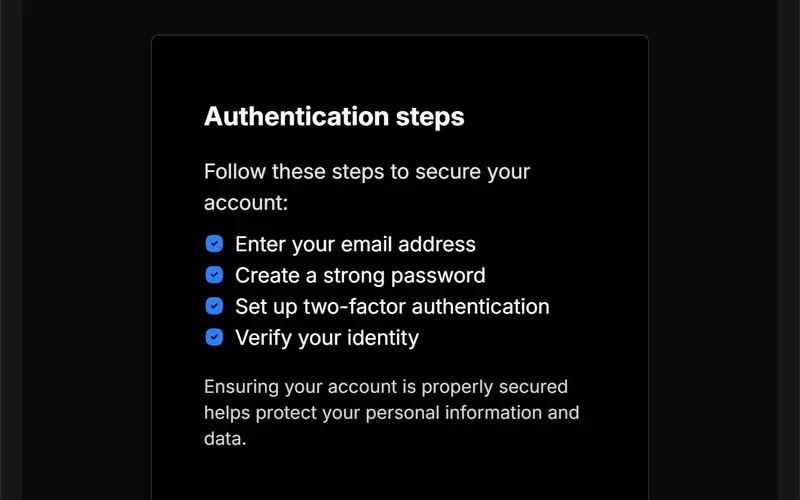 Authentication steps
Follow these steps to secure your
account:
Enter your email address
Create a strong password
Set up two-factor authentication
Verify your identity
Ensuring your account is properly secured
helps protect your personal information and
data.